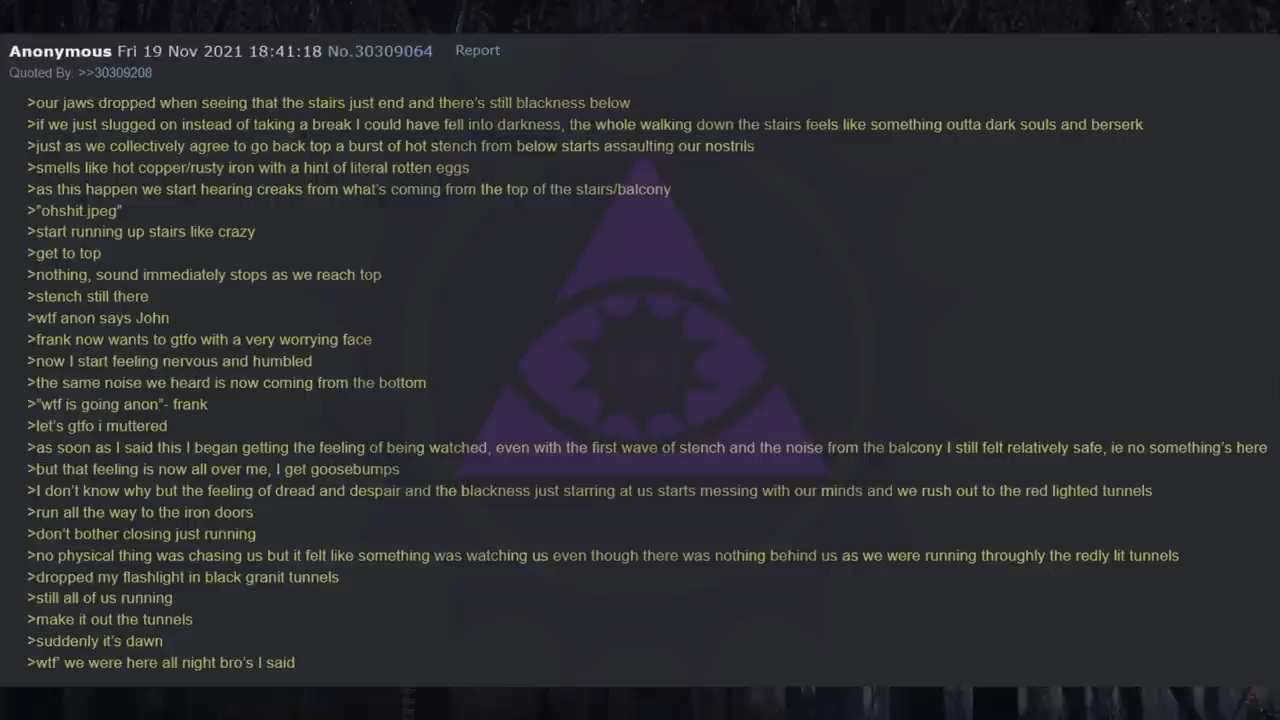 Anonymous Fri 19 Nov 2021 18:41:18 No.30309064 Report
Quoted By: >>30309208
>our jaws dropped when seeing that the stairs just end and there's still blackness below
>if we just slugged on instead of taking a break I could have fell into darkness, the whole walking down the stairs feels like something outta dark souls and berserk
>just as we collectively agree to go back top a burst of hot stench from below starts assaulting our nostrils
>smells like hot copper/rusty iron with a hint of literal rotten eggs
>as this happen we start hearing creaks from what's coming from the top of the stairs/balcony
>"ohshit.jpeg"
>start running up stairs like crazy
>get to top
>nothing, sound immediately stops as we reach top
>stench still there
>wtf anon says John
>frank now wants to gtfo with a very worrying face
>now I start feeling nervous and humbled
>the same noise we heard is now coming from the bottom
>"wtf is going anon"- frank
>let's gtfo i muttered
>as soon as I said this I began getting the feeling of being watched, even with the first wave of stench and the noise from the balcony I still felt relatively safe, ie no something's here
>but that feeling is now all over me, I get goosebumps
>I don't know why but the feeling of dread and despair and the blackness just starring at us starts messing with our minds and we rush out to the red lighted tunnels
>run all the way to the iron doors
>don't bother closing just running
>no physical thing was chasing us but it felt like something was watching us even though there was nothing behind us as we were running throughly the redly lit tunnels
>dropped my flashlight in black granit tunnels
>still all of us running
>make it out the tunnels
>suddenly it's dawn
>wtf' we were here all night bro's I said